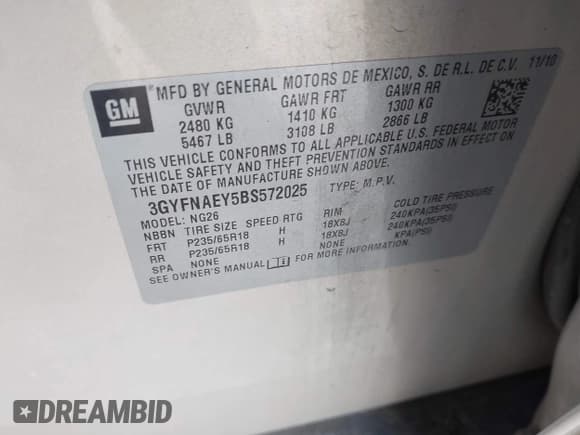 GM
MFD BY GENERAL MOTORS DE MEXICO, S. DE R.L. DE C.V. 11/10
GVWR GAWR FRT GAWR RR
2480 KG 1410 KG 1300 KG
5467 LB 3108 LB 2866 LB
THIS VEHICLE CONFORMS TO ALL APPLICABLE U.S. FEDERAL MOTOR
VEHICLE SAFETY AND THEFT PREVENTION STANDARDS IN EFFECT ON
THE DATE OF MANUFACTURE SHOWN ABOVE.
3GYFNAEY5BS572025 TYPE: M.P.V.
MODEL: NG26
NBBN TIRE SIZE SPEED RTG RIM COLD TIRE PRESSURE
FRT P235/65R18 H 18X8J 240KPA(35PSI)
RR P235/65R18 H 18X8J 240KPA(35PSI)
SPA NONE NONE KPA(PSI)
SEE OWNER'S MANUAL FOR MORE INFORMATION.
DREAMBID